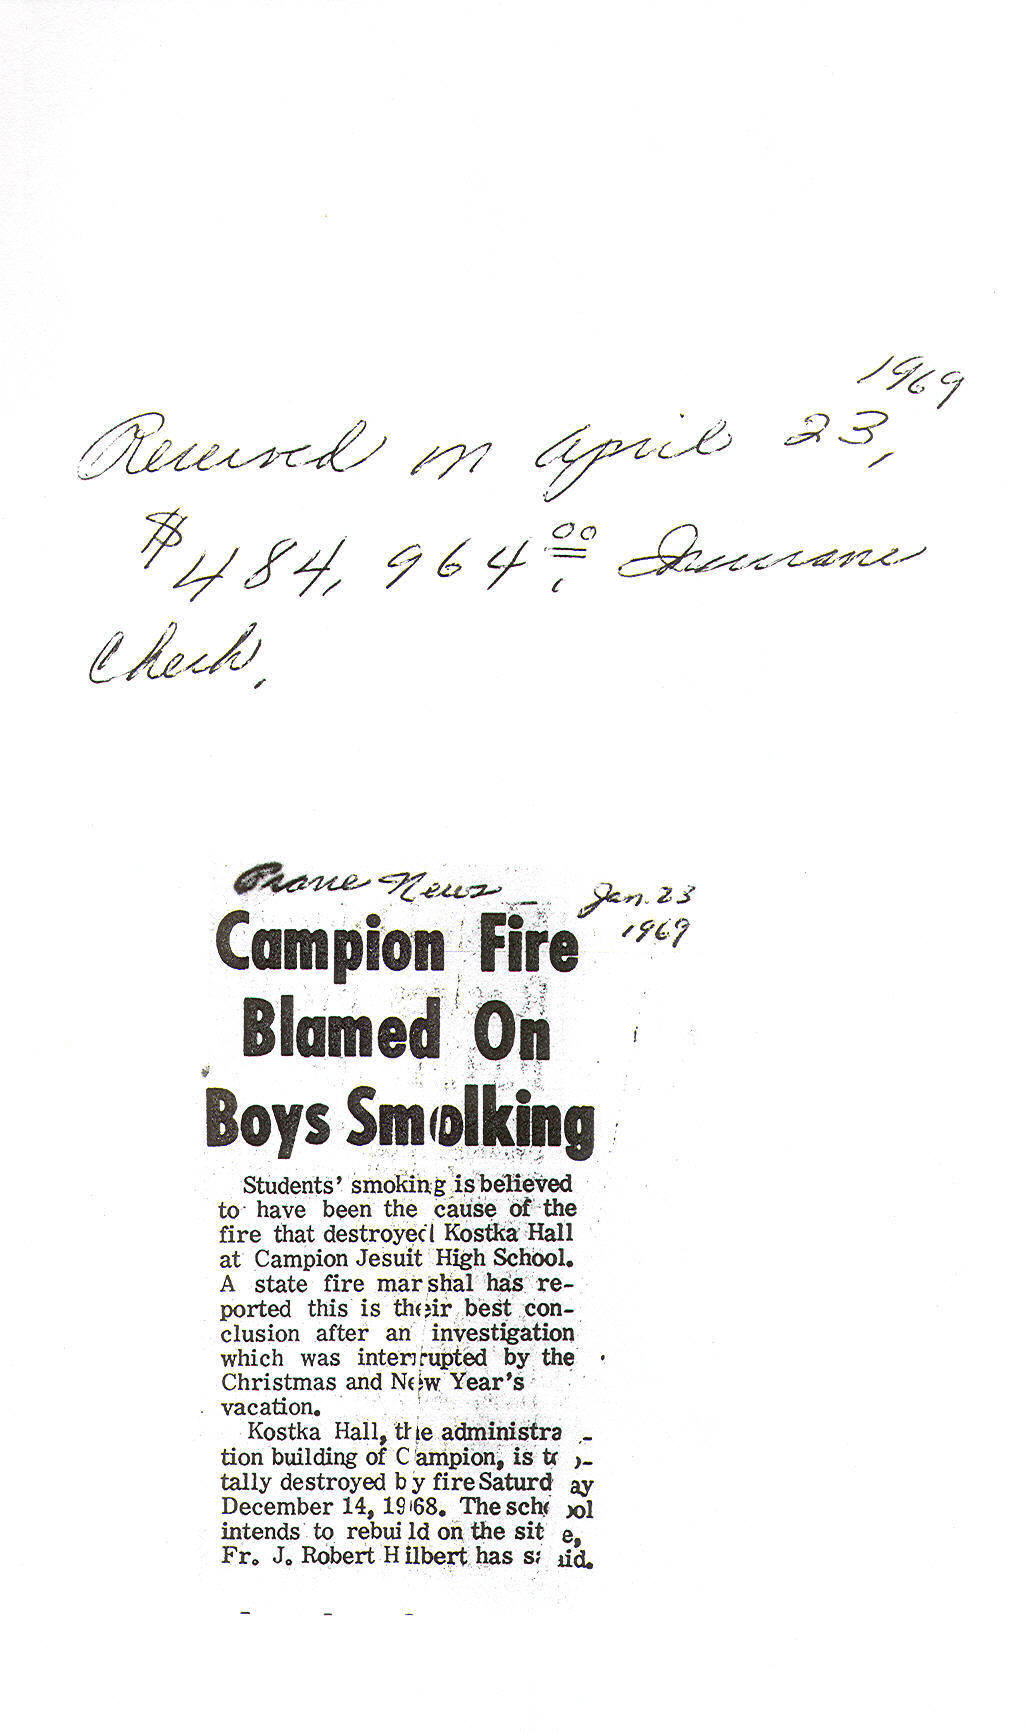 1969
Received on April 23,
$484,964.00 Insurance
Check.
Prairie News
Jan. 23
1969
Campion Fire
Blamed On
Boys Smoking
Students' smoking is believed
to have been the cause of the
fire that destroyed Kostka Hall
at Campion Jesuit High School.
A state fire marshal has re-
ported this is their best con-
clusion after an investigation
which was interrupted by the
Christmas and New Year's
vacation.
Kostka Hall, the administra-
tion building of Campion, is to-
tally destroyed by fire Saturday
December 14, 1968. The school
intends to rebuild on the site,
Fr. J. Robert Hilbert has said.